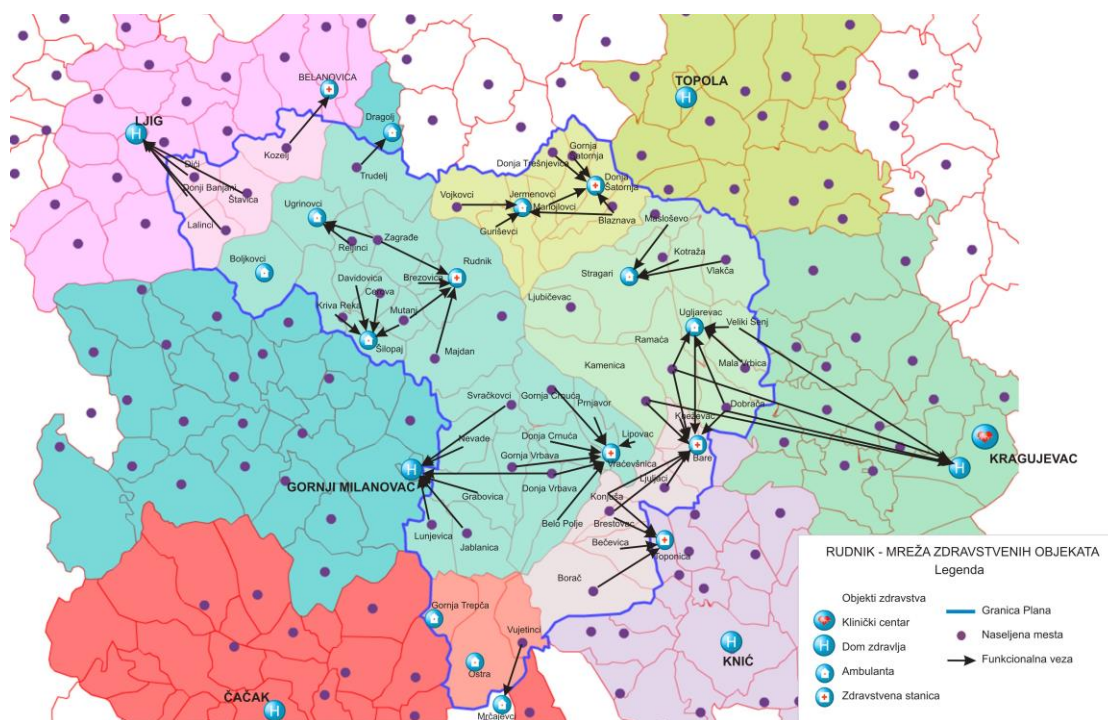 TOPOLA
BELANOVICA
Dragolj
LJIG
Gornja
Šatornja
Donja Trešnjevica
Dići
Kozelj
Trudelj
Donja
Šatornja
Donji Banjani
Štavica
Vojkovci
Jermenovci
Manojlovci
Ugrinovci
Blaznava
Masloševo
Lalinci
Guriševci
Zagrađe
Reljinci
Kotraža
Rudnik
Boljkovci
Davidovica
Brezovica
Stragari
Vlakča
Cerova
Kriva Reka
Mutanj
Ljubičevac
Ugljarevac
Veliki Senj
Šilopaj
Ramaća
Majdan
Kamenica
Mala Vrbica
Svračkovci
Gornja Crnuća
Prnjavor
Dobrača
Kneževac
Nevade
Donja Crnuća
Lipovac
Gornja Vrbava
Vraćevšnica
Bare
KRAGUJEVAC
GORNJI MILANOVAC
Donja Vrbava
Ljuljaci
Grabovica
Konjuša
Belo Polje
Brestovac
Lunjevica
Jablanica
Bečevica
Toponica
Borač
Gornja Trepča
Vujetinci
KNIĆ
Ostra
ČAČAK
Mrčajevci
RUDNIK - MREŽA ZDRAVSTVENIH OBJEKATA
Legenda
Objekti zdravstva
Klinički centar
Dom zdravlja
Ambulanta
Zdravstvena stanica
Granica Plana
Naseljena mesta
Funkcionalna veza